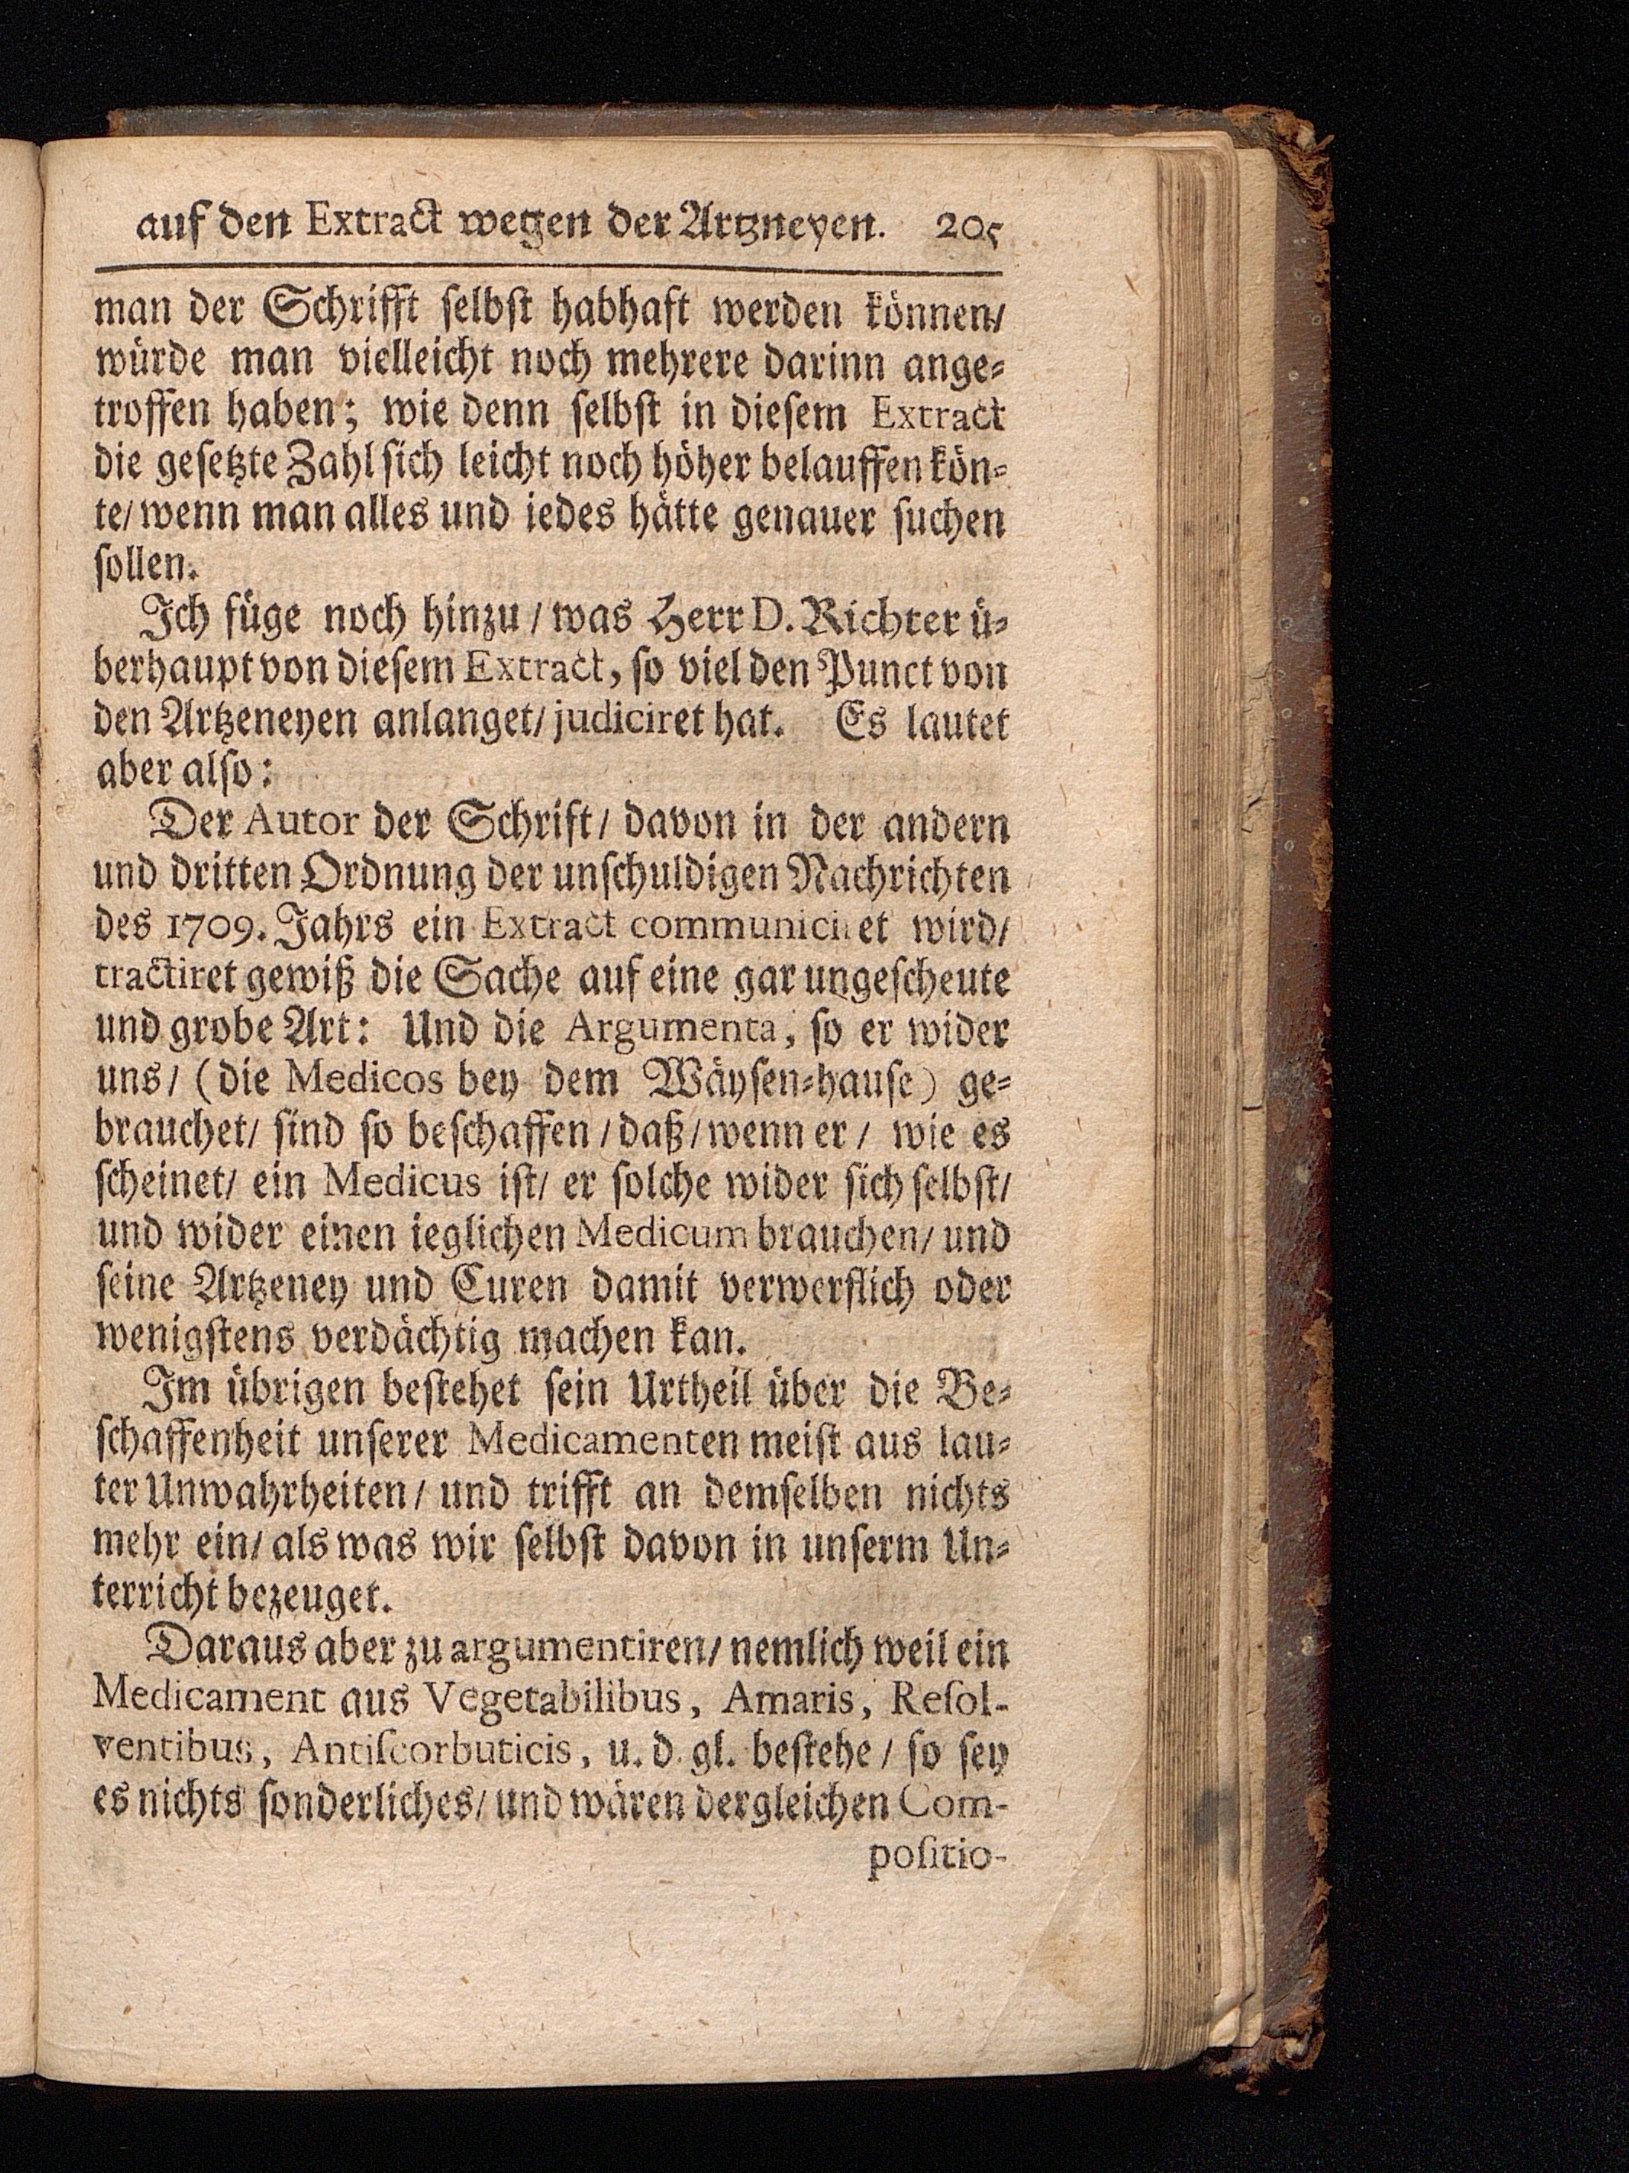 auf den Extract wegen der Artzneyen. 205
man der Schrifft selbst habhaft werden können/
würde man vielleicht noch mehrere darinn ange-
troffen haben; wie denn selbst in diesem Extract
die gesetzte Zahl sich leicht noch höher belauffen kön-
te/ wenn man alles und iedes hätte genauer suchen
sollen.
Ich füge noch hinzu / was Herr D. Richter ü-
berhaupt von diesem Extract, so viel den Punct von
den Artzeneyen anlanget/ judiciret hat. Es lautet
aber also:
Der Autor der Schrift/ davon in der andern
und dritten Ordnung der unschuldigen Nachrichten
des 1709. Jahrs ein Extract communiciret wird/
tractiret gewiß die Sache auf eine gar ungescheute
und grobe Art: Und die Argumenta, so er wider
uns/ (die Medicos bey dem Wäysen-hause) ge-
brauchet/ sind so beschaffen / daß / wenn er / wie es
scheinet/ ein Medicus ist/ er solche wider sich selbst/
und wider einen ieglichen Medicum brauchen/ und
seine Artzeney und Curen damit verwerflich oder
wenigstens verdächtig machen kan.
Im übrigen bestehet sein Urtheil über die Be-
schaffenheit unserer Medicamenten meist aus lau-
ter Unwahrheiten/ und trifft an demselben nichts
mehr ein/ als was wir selbst davon in unserm Un-
terricht bezeuget.
Daraus aber zu argumentiren/ nemlich weil ein
Medicament aus Vegetabilibus, Amaris, Resol-
ventibus, Antiscorbuticis, u. d. gl. bestehe / so sey
es nichts sonderliches/ und wären dergleichen Com-
positio-